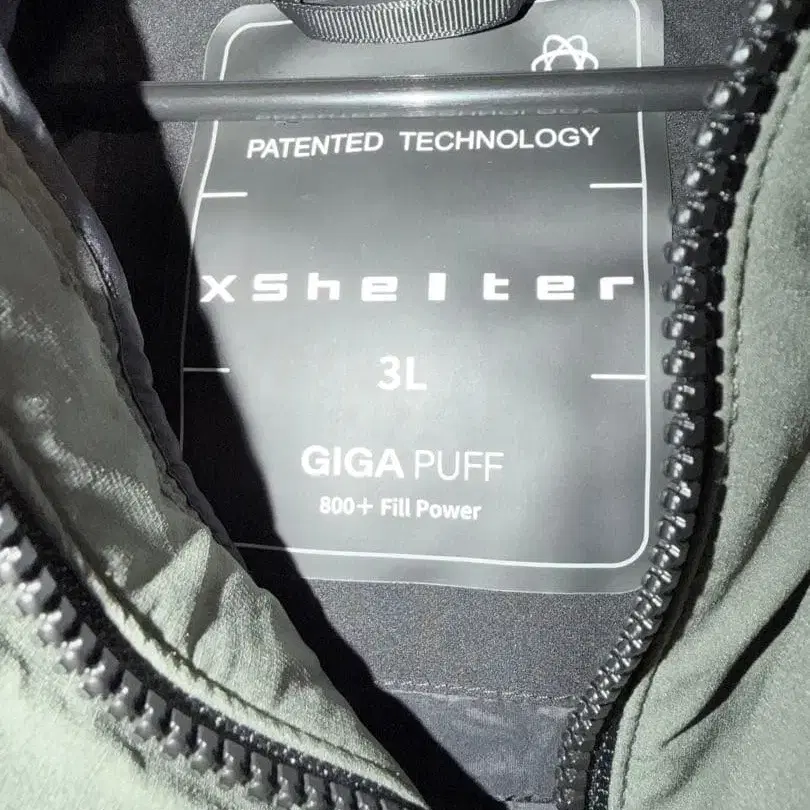 PATENTED TECHNOLOGY
xShelter
3L
GIGA PUFF
800+ Fill Power